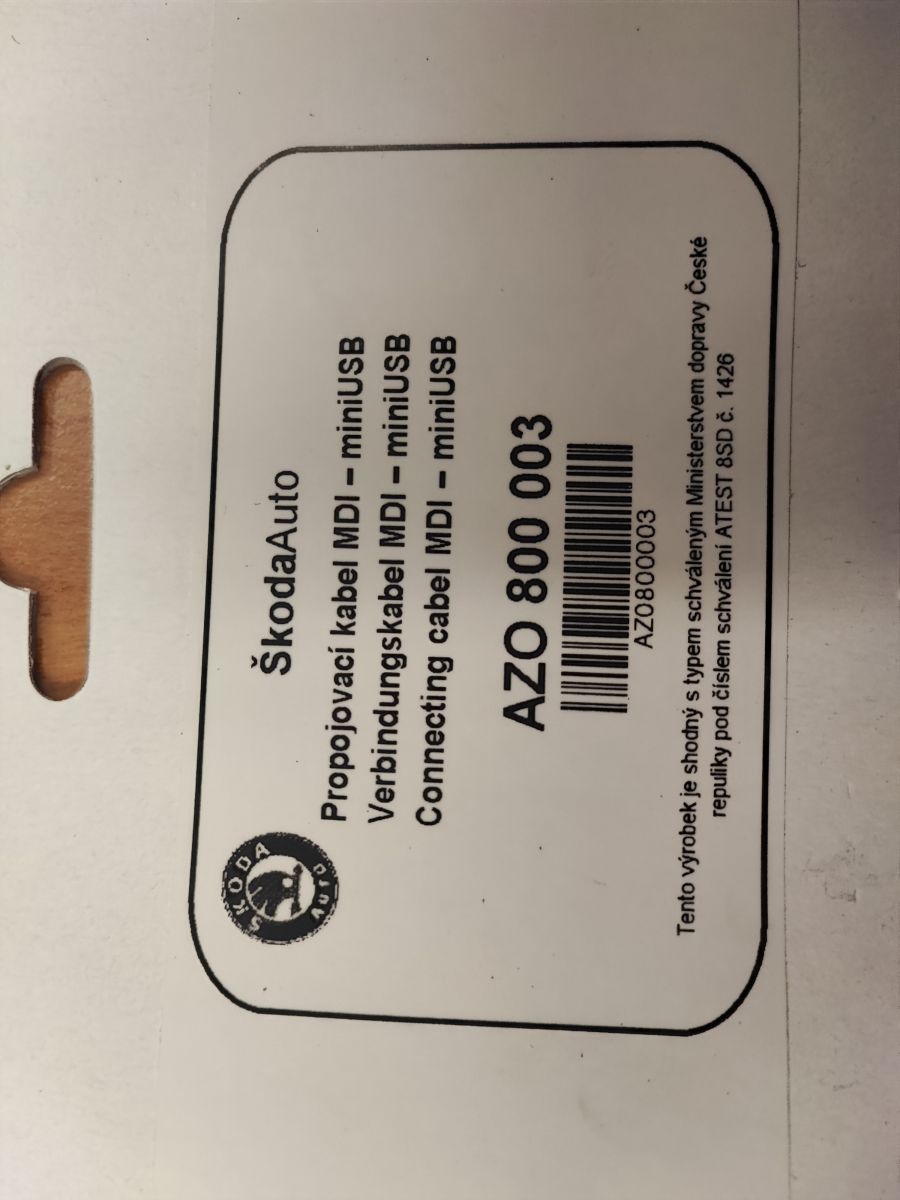 ŠKODA
AUTO
ŠkodaAuto
Propojovací kabel MDI – miniUSB
Verbindungskabel MDI – miniUSB
Connecting cabel MDI – miniUSB
AZO 800 003
AZO800003
Tento výrobek je shodný s typem schváleným Ministerstvem dopravy České
repuliky pod číslem schválení ATEST 8SD č. 1426